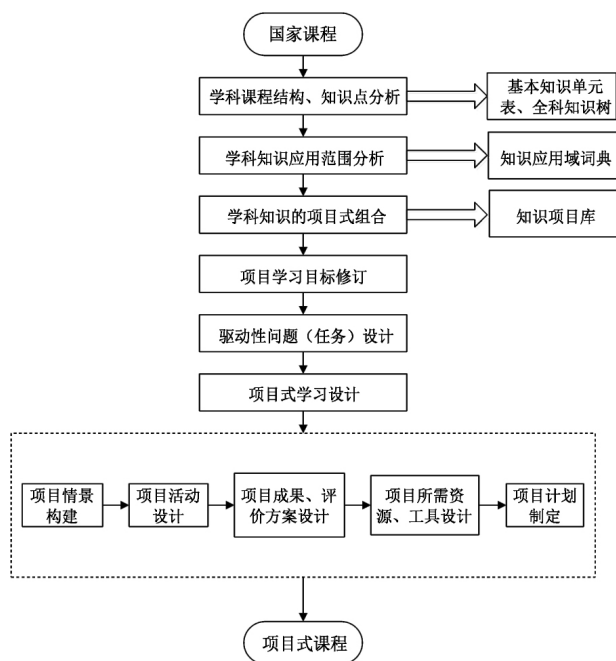 国家课程
学科课程结构、知识点分析
基本知识单元
表、全科知识树
学科知识应用范围分析
知识应用域词典
学科知识的项目式组合
知识项目库
项目学习目标修订
驱动性问题（任务）设计
项目式学习设计
项目情景
构建
项目活动
设计
项目成果、评
价方案设计
项目所需资
源、工具设计
项目计划
制定
项目式课程